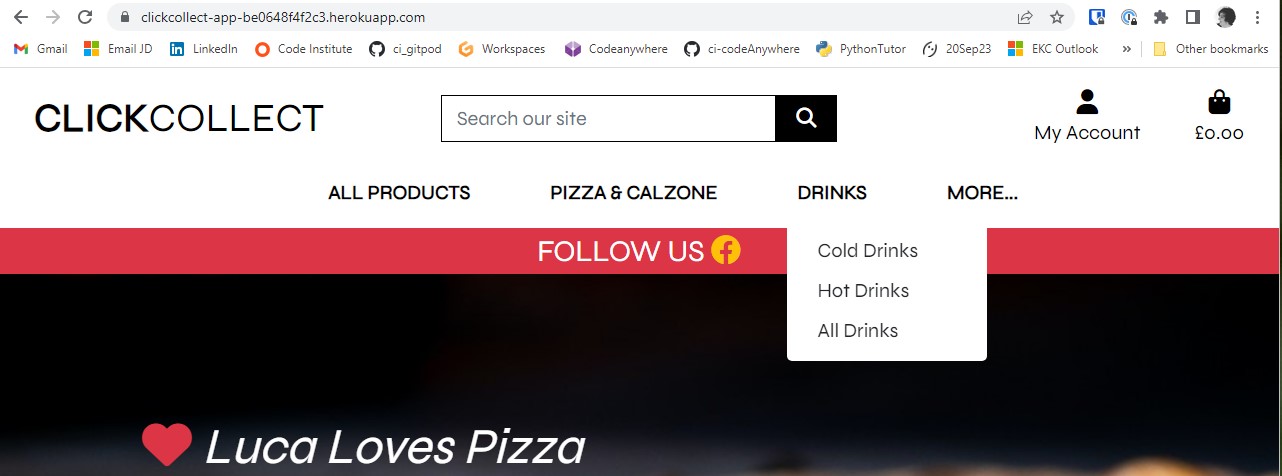 clickcollect-app-be0648f4f2c3.herokuapp.com
Gmail Email JD LinkedIn Code Institute ci_gitpod Workspaces Codeanywhere ci-codeAnywhere PythonTutor 20Sep23 EKC Outlook » Other bookmarks
CLICKCOLLECT
Search our site
My Account
£0.00
ALL PRODUCTS PIZZA & CALZONE DRINKS MORE...
FOLLOW US
Cold Drinks
Hot Drinks
All Drinks
Luca Loves Pizza